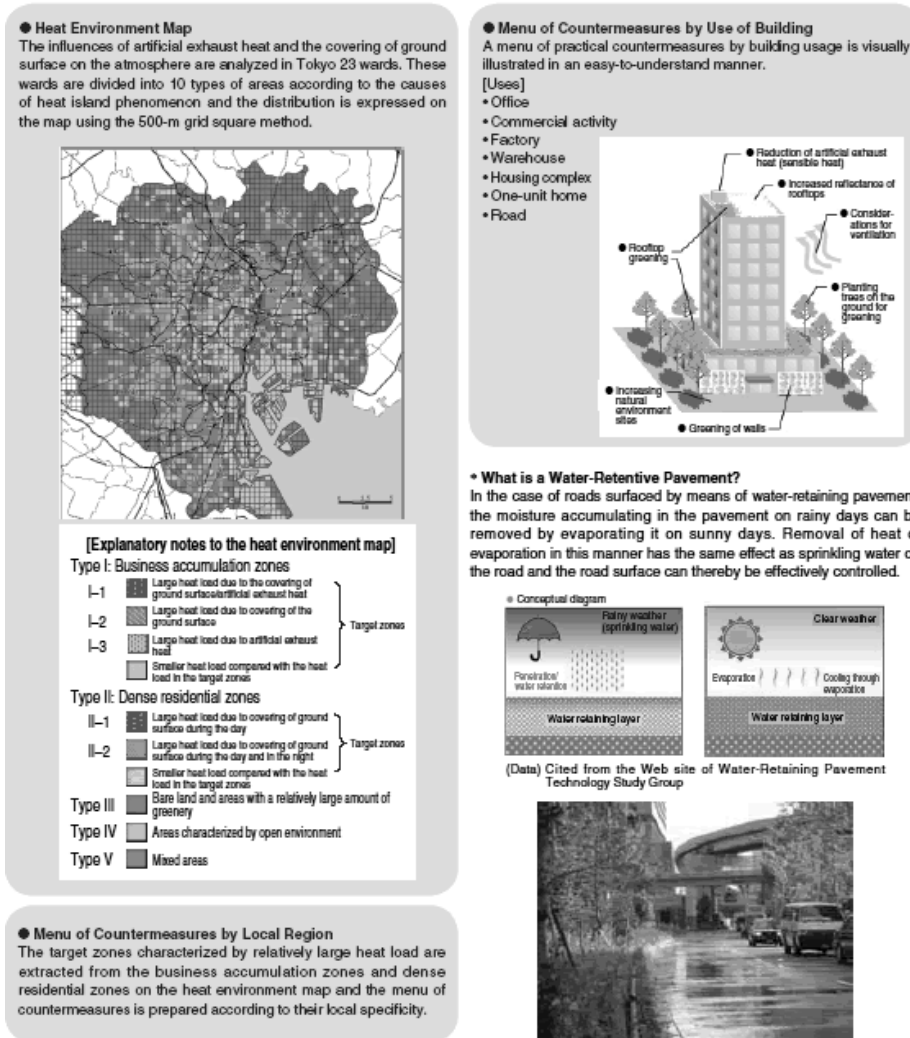 ● Heat Environment Map
The influences of artificial exhaust heat and the covering of ground
surface on the atmosphere are analyzed in Tokyo 23 wards. These
wards are divided into 10 types of areas according to the causes
of heat island phenomenon and the distribution is expressed on
the map using the 500-m grid square method.
[Explanatory notes to the heat environment map]
Type I: Business accumulation zones
I–1 Large heat load due to the covering of
ground surface/artificial exhaust heat
I–2 Large heat load due to covering of the
ground surface
I–3 Large heat load due to artificial exhaust
heat
Smaller heat load compared with the heat
load in the target zones
Target zones
Type II: Dense residential zones
II–1 Large heat load due to covering of ground
surface during the day
II–2 Large heat load due to covering of ground
surface during the day and in the night
Smaller heat load compared with the heat
load in the target zones
Target zones
Type III Bare land and areas with a relatively large amount of
greenery
Type IV Areas characterized by open environment
Type V Mixed areas
● Menu of Countermeasures by Local Region
The target zones characterized by relatively large heat load are
extracted from the business accumulation zones and dense
residential zones on the heat environment map and the menu of
countermeasures is prepared according to their local specificity.
● Menu of Countermeasures by Use of Building
A menu of practical countermeasures by building usage is visually
illustrated in an easy-to-understand manner.
[Uses]
• Office
• Commercial activity
• Factory
• Warehouse
• Housing complex
• One-unit home
• Road
● Reduction of artificial exhaust
heat (sensible heat)
● Increased reflectance of
rooftops
● Consider-
ations for
ventilation
● Rooftop
greening
● Planting
trees on the
ground for
greening
● Increasing
natural
environment
sites
● Greening of walls
• What is a Water-Retentive Pavement?
In the case of roads surfaced by means of water-retaining pavemen
the moisture accumulating in the pavement on rainy days can b
removed by evaporating it on sunny days. Removal of heat o
evaporation in this manner has the same effect as sprinkling water o
the road and the road surface can thereby be effectively controlled.
● Conceptual diagram
Rainy weather
(sprinkling water)
Penetration/
water retention
Water retaining layer
Clear weather
Evaporation
Cooling through
evaporation
Water retaining layer
(Data) Cited from the Web site of Water-Retaining Pavement
Technology Study Group